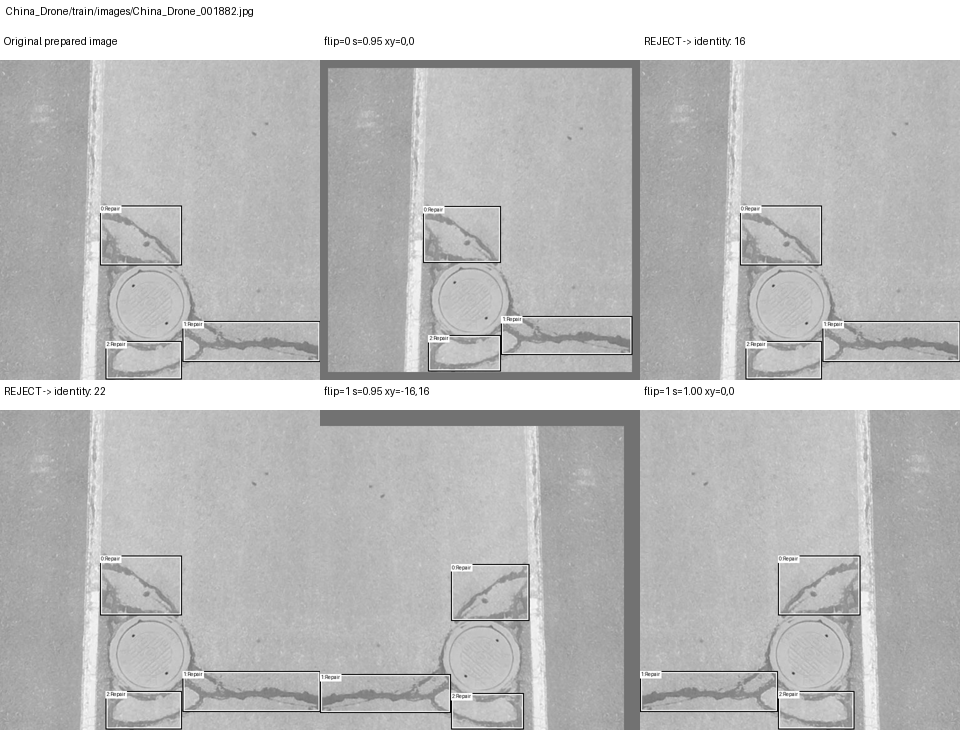 China_Drone/train/images/China_Drone_001882.jpg
Original prepared image
flip=0 s=0.95 xy=0,0
REJECT -> identity: 16
0:Repair
0:Repair
0:Repair
1:Repair
1:Repair
1:Repair
2:Repair
2:Repair
2:Repair
REJECT -> identity: 22
flip=1 s=0.95 xy=-16,16
flip=1 s=1.00 xy=0,0
0:Repair
0:Repair
0:Repair
1:Repair
1:Repair
1:Repair
2:Repair
2:Repair
2:Repair